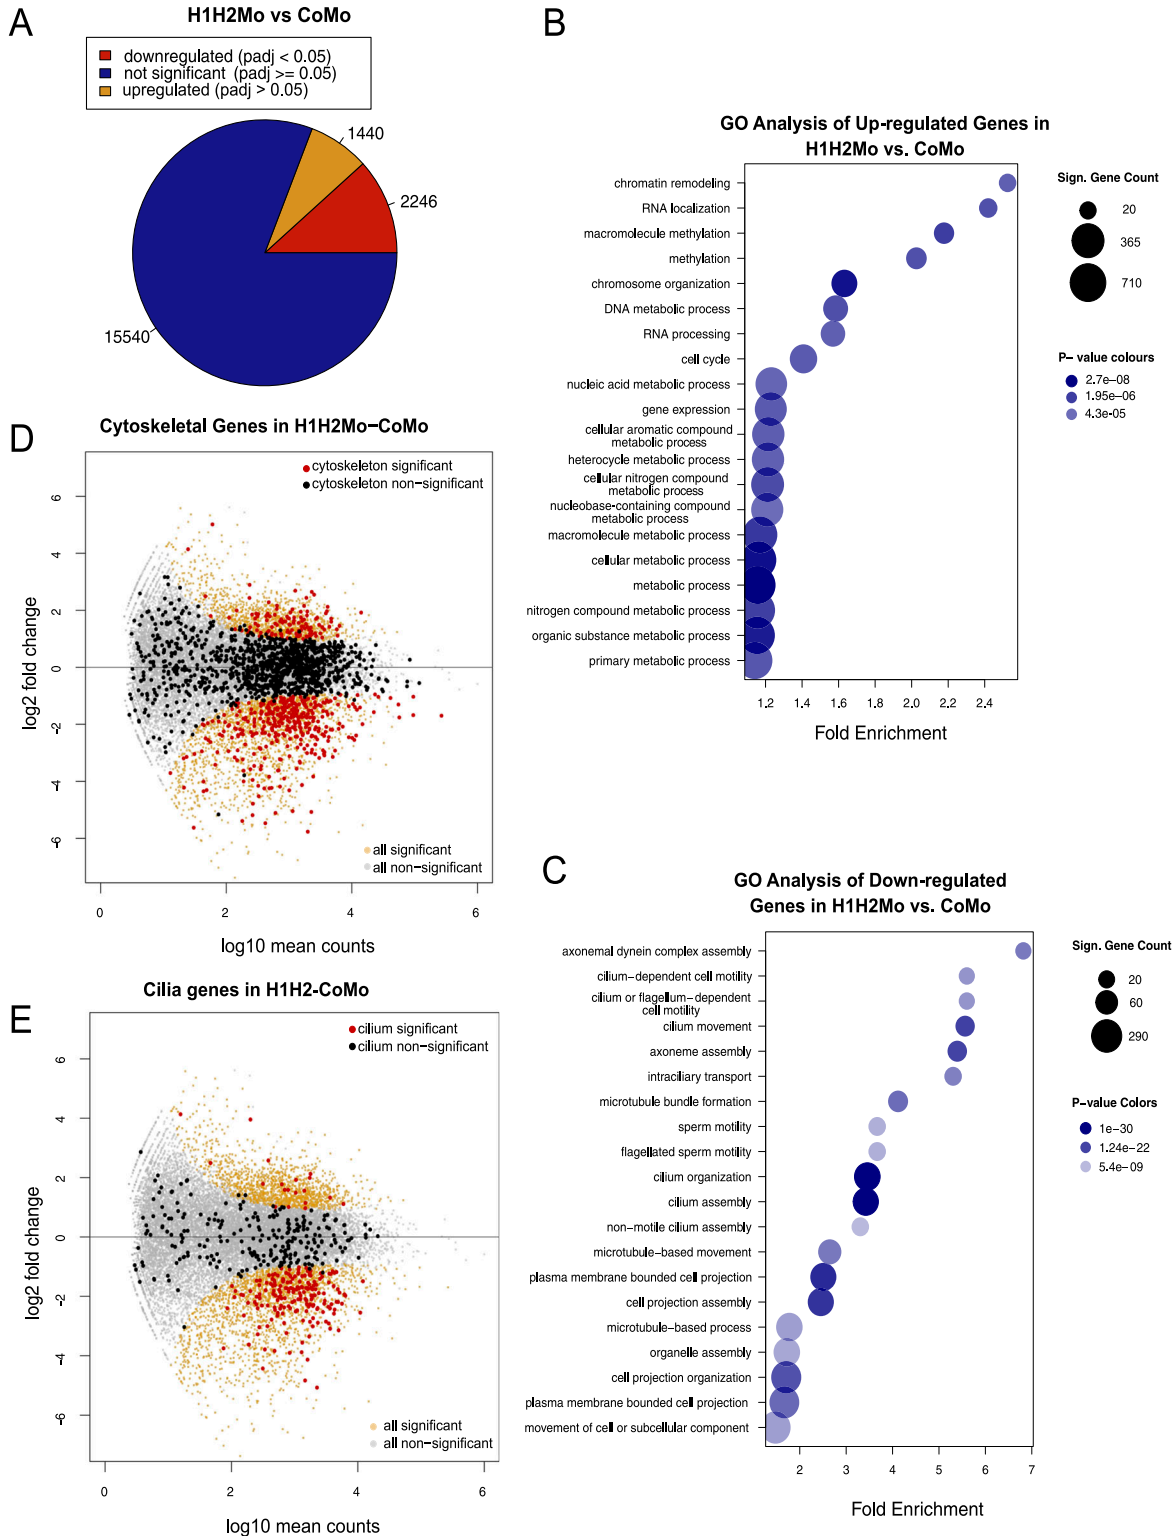 A
H1H2Mo vs CoMo
downregulated (padj < 0.05)
not significant (padj >= 0.05)
upregulated (padj > 0.05)
1440
2246
15540
B
GO Analysis of Up-regulated Genes in
H1H2Mo vs. CoMo
chromatin remodeling
RNA localization
macromolecule methylation
methylation
chromosome organization
DNA metabolic process
RNA processing
cell cycle
nucleic acid metabolic process
gene expression
cellular aromatic compound
metabolic process
heterocycle metabolic process
cellular nitrogen compound
metabolic process
nucleobase-containing compound
metabolic process
macromolecule metabolic process
cellular metabolic process
metabolic process
nitrogen compound metabolic process
organic substance metabolic process
primary metabolic process
1.2 1.4 1.6 1.8 2.0 2.2 2.4
Fold Enrichment
Sign. Gene Count
20
365
710
P- value colours
2.7e-08
1.95e-06
4.3e-05
D
Cytoskeletal Genes in H1H2Mo-CoMo
cytoskeleton significant
cytoskeleton non-significant
6
4
2
0
-2
-4
-6
log2 fold change
all significant
all non-significant
0 2 4 6
log10 mean counts
C
GO Analysis of Down-regulated
Genes in H1H2Mo vs. CoMo
axonemal dynein complex assembly
cilium-dependent cell motility
cilium or flagellum-dependent
cell motility
cilium movement
axoneme assembly
intraciliary transport
microtubule bundle formation
sperm motility
flagellated sperm motility
cilium organization
cilium assembly
non-motile cilium assembly
microtubule-based movement
plasma membrane bounded cell projection
cell projection assembly
microtubule-based process
organelle assembly
cell projection organization
plasma membrane bounded cell projection
movement of cell or subcellular component
2 3 4 5 6 7
Fold Enrichment
Sign. Gene Count
20
60
290
P-value Colors
1e-30
1.24e-22
5.4e-09
E
Cilia genes in H1H2-CoMo
cilium significant
cilium non-significant
6
4
2
0
-2
-4
-6
log2 fold change
all significant
all non-significant
0 2 4 6
log10 mean counts